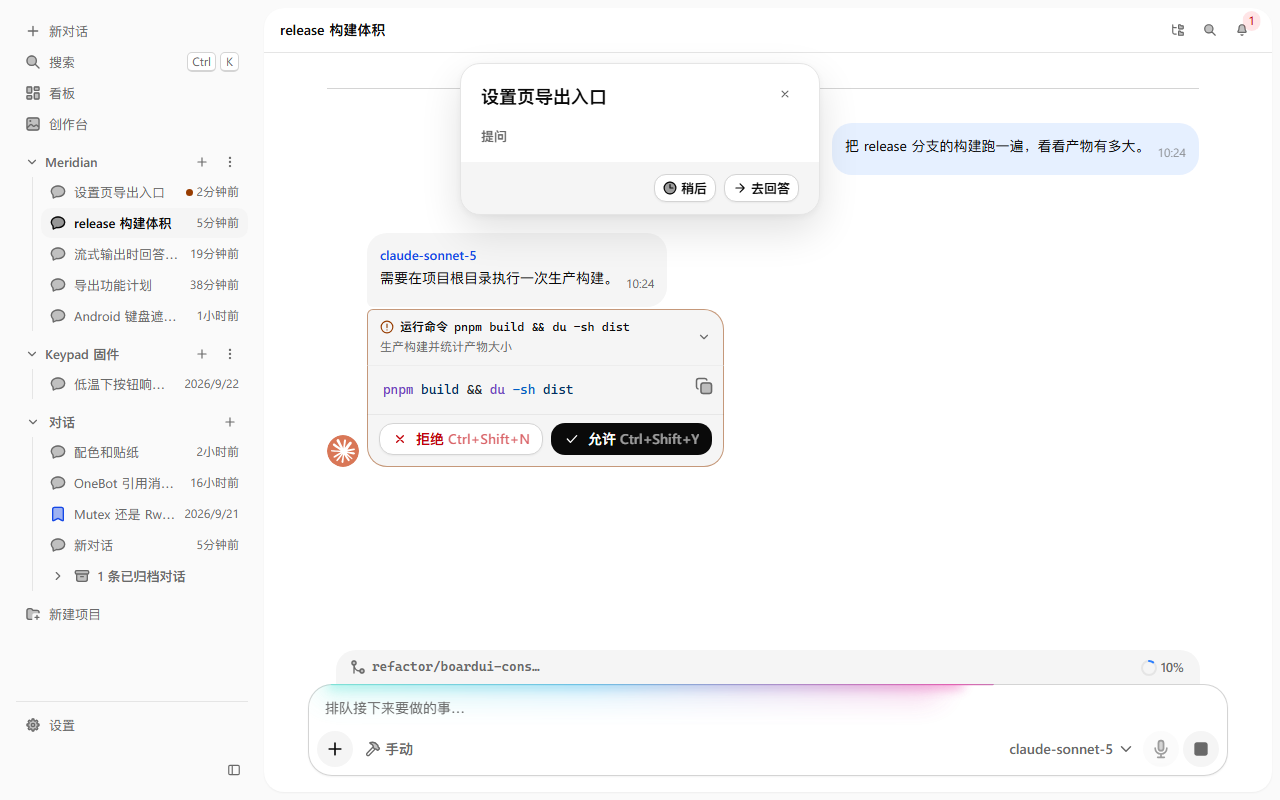 新对话
搜索 Ctrl K
看板
创作台
Meridian
设置页导出入口 2分钟前
release 构建体积 5分钟前
流式输出时回答… 19分钟前
导出功能计划 38分钟前
Android 键盘遮… 1小时前
Keypad 固件
低温下按钮响… 2026/9/22
对话
配色和贴纸 2小时前
OneBot 引用消… 16小时前
Mutex 还是 Rw… 2026/9/21
新对话 5分钟前
1 条已归档对话
新建项目
设置
release 构建体积
1
设置页导出入口
提问
稍后 去回答
把 release 分支的构建跑一遍，看看产物有多大。 10:24
claude-sonnet-5
需要在项目根目录执行一次生产构建。 10:24
运行命令 pnpm build && du -sh dist
生产构建并统计产物大小
pnpm build && du -sh dist
拒绝 Ctrl+Shift+N 允许 Ctrl+Shift+Y
refactor/boardui-cons… 10%
排队接下来要做的事…
手动 claude-sonnet-5